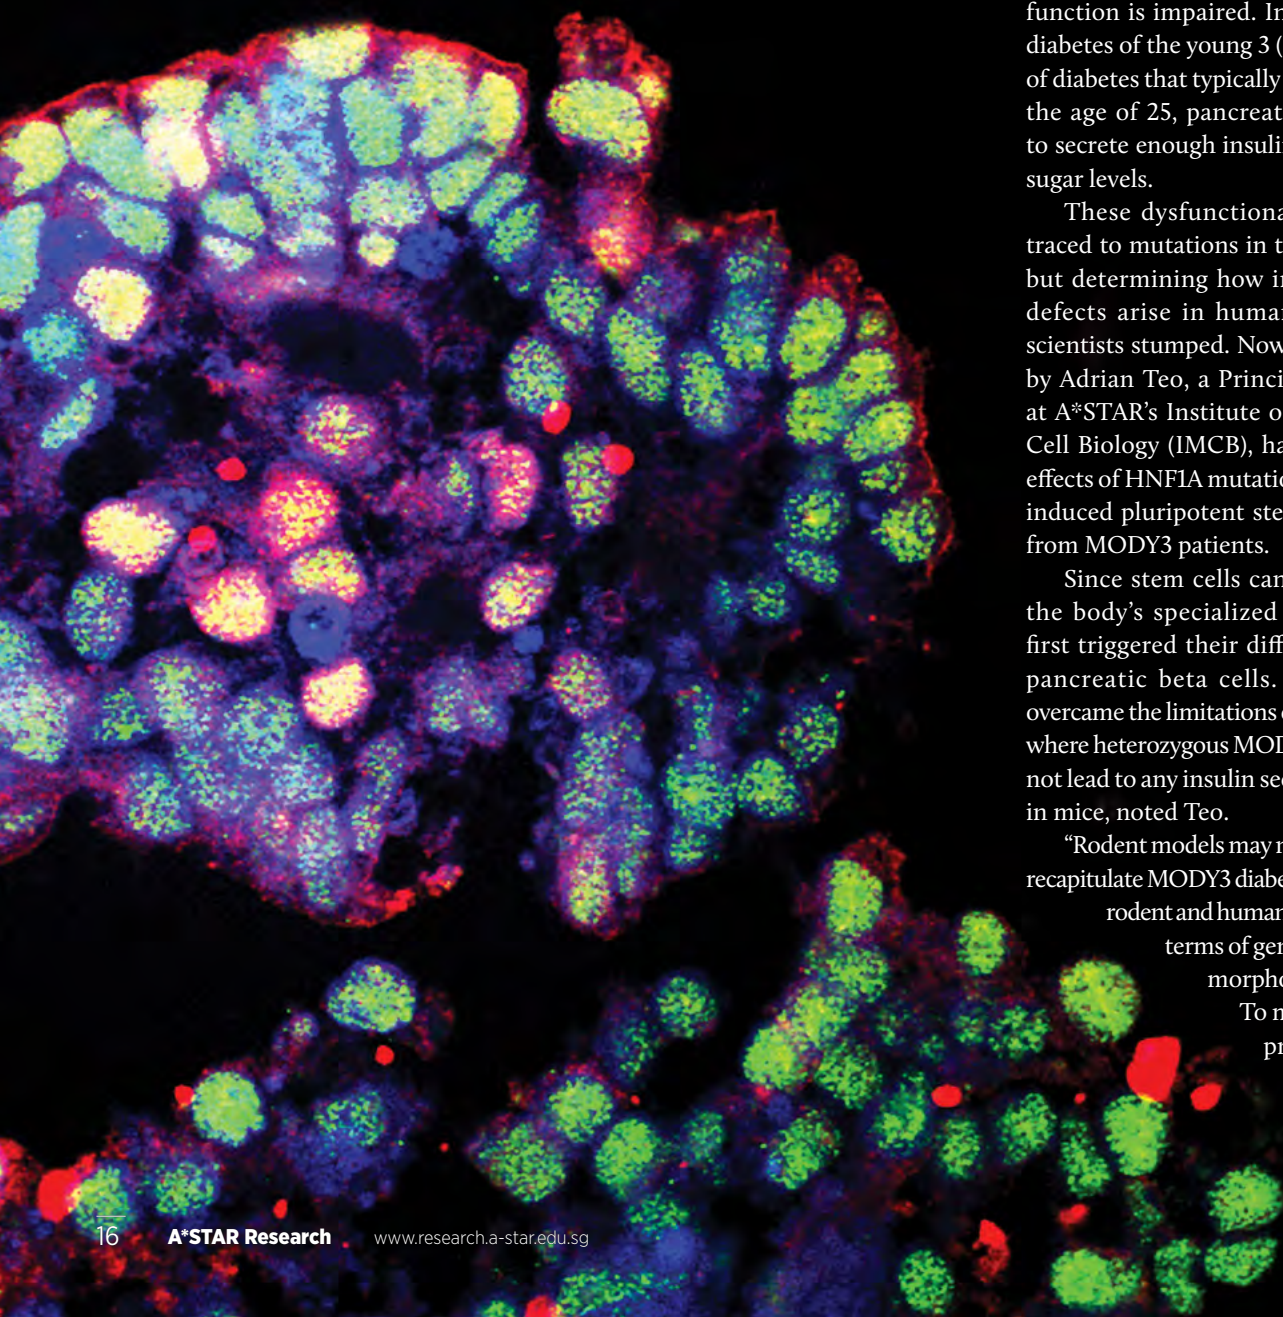 function is impaired. In
diabetes of the young 3 (
of diabetes that typically
the age of 25, pancreat
to secrete enough insulin
sugar levels.
These dysfunctiona
traced to mutations in t
but determining how in
defects arise in human
scientists stumped. Now
by Adrian Teo, a Princi
at A*STAR's Institute o
Cell Biology (IMCB), ha
effects of HNF1A mutatio
induced pluripotent ste
from MODY3 patients.
Since stem cells can
the body's specialized
first triggered their diff
pancreatic beta cells.
overcame the limitations
where heterozygous MOD
not lead to any insulin sec
in mice, noted Teo.
“Rodent models may n
recapitulate MODY3 diabe
rodent and human
terms of gen
morpho
To n
pr
16 A*STAR Research www.research.a-star.edu.sg